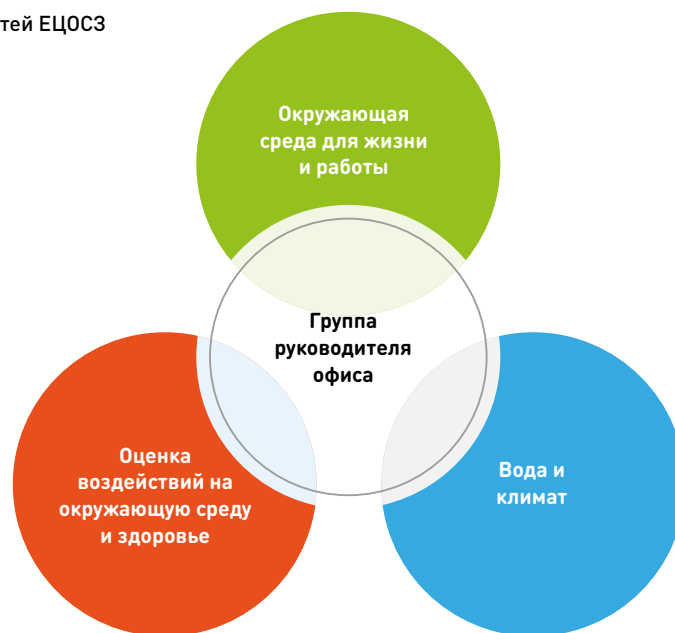 тей ЕЦОСЗ
Окружающая
среда для жизни
и работы
Группа
руководителя
офиса
Оценка
воздействий на
окружающую среду
и здоровье
Вода и
климат